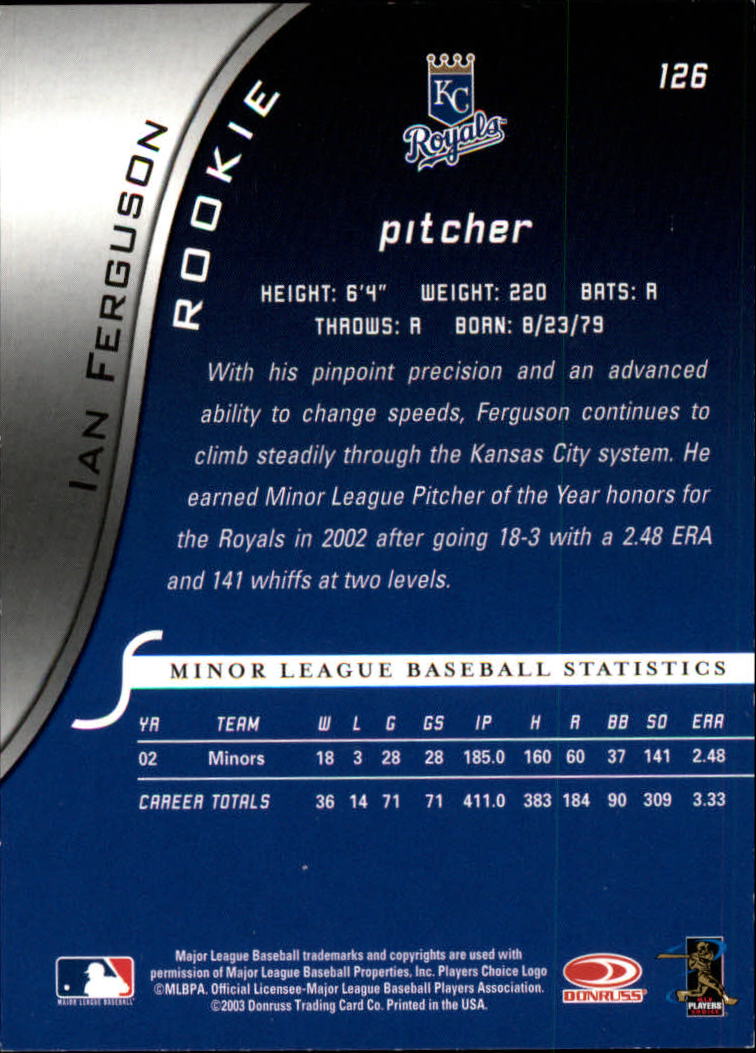 126
KC
Royals
IAN FERGUSON
ROOKIE
pitcher
HEIGHT: 6'4" WEIGHT: 220 BATS: R
THROWS: R BORN: 8/23/79
With his pinpoint precision and an advanced
ability to change speeds, Ferguson continues to
climb steadily through the Kansas City system. He
earned Minor League Pitcher of the Year honors for
the Royals in 2002 after going 18-3 with a 2.48 ERA
and 141 whiffs at two levels.
MINOR LEAGUE BASEBALL STATISTICS
YR TEAM W L G GS IP H R BB SO ERA
02 Minors 18 3 28 28 185.0 160 60 37 141 2.48
CAREER TOTALS 36 14 71 71 411.0 383 184 90 309 3.33
Major League Baseball trademarks and copyrights are used with
permission of Major League Baseball Properties, Inc. Players Choice Logo
©MLBPA. Official Licensee-Major League Baseball Players Association.
©2003 Donruss Trading Card Co. Printed in the USA.
MAJOR LEAGUE BASEBALL
DONRUSS
PLAYERS
CHOICE